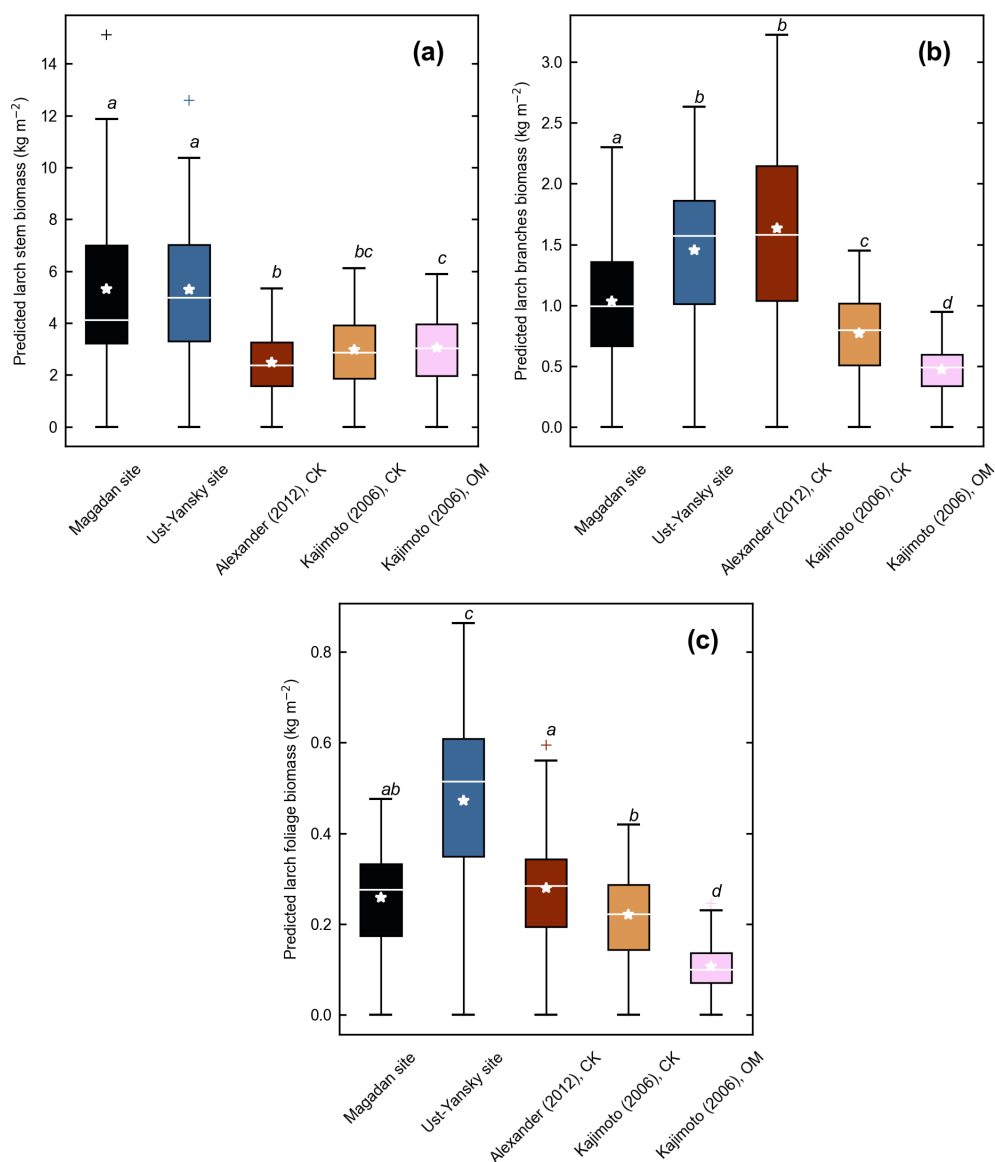 (a)
Predicted larch stem biomass (kg m−2)
14
12
10
8
6
4
2
0
a
a
b
bc
c
Magadan site
Ust-Yansky site
Alexander (2012), CK
Kajimoto (2006), CK
Kajimoto (2006), OM
(b)
Predicted larch branches biomass (kg m−2)
3.0
2.5
2.0
1.5
1.0
0.5
0.0
a
b
b
c
d
Magadan site
Ust-Yansky site
Alexander (2012), CK
Kajimoto (2006), CK
Kajimoto (2006), OM
(c)
Predicted larch foliage biomass (kg m−2)
0.8
0.6
0.4
0.2
0.0
ab
c
a
b
d
Magadan site
Ust-Yansky site
Alexander (2012), CK
Kajimoto (2006), CK
Kajimoto (2006), OM